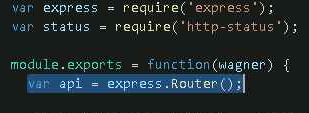 var express = require('express');
var status = require('http-status');
module.exports = function(wagner) {
var api = express.Router();